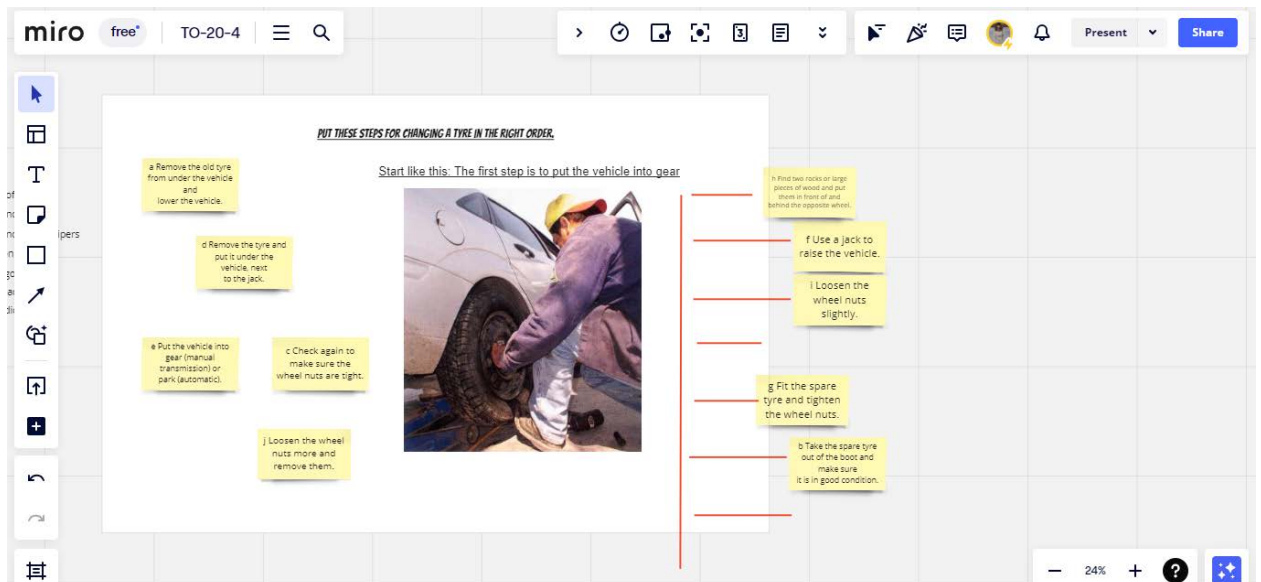 miro free TO-20-4 3 Present Share
PUT THESE STEPS FOR CHANGING A TYRE IN THE RIGHT ORDER.
Start like this: The first step is to put the vehicle into gear
a Remove the old tyre
from under the vehicle
and
lower the vehicle.
d Remove the tyre and
put it under the
vehicle, next
to the jack.
e Put the vehicle into
gear (manual
transmission) or
park (automatic).
c Check again to
make sure the
wheel nuts are tight.
j Loosen the wheel
nuts more and
remove them.
h Find two rocks or large
pieces of wood and put
them in front of and
behind the opposite wheel.
f Use a jack to
raise the vehicle.
i Loosen the
wheel nuts
slightly.
g Fit the spare
tyre and tighten
the wheel nuts.
b Take the spare tyre
out of the boot and
make sure
it is in good condition.
of
ipers
24%